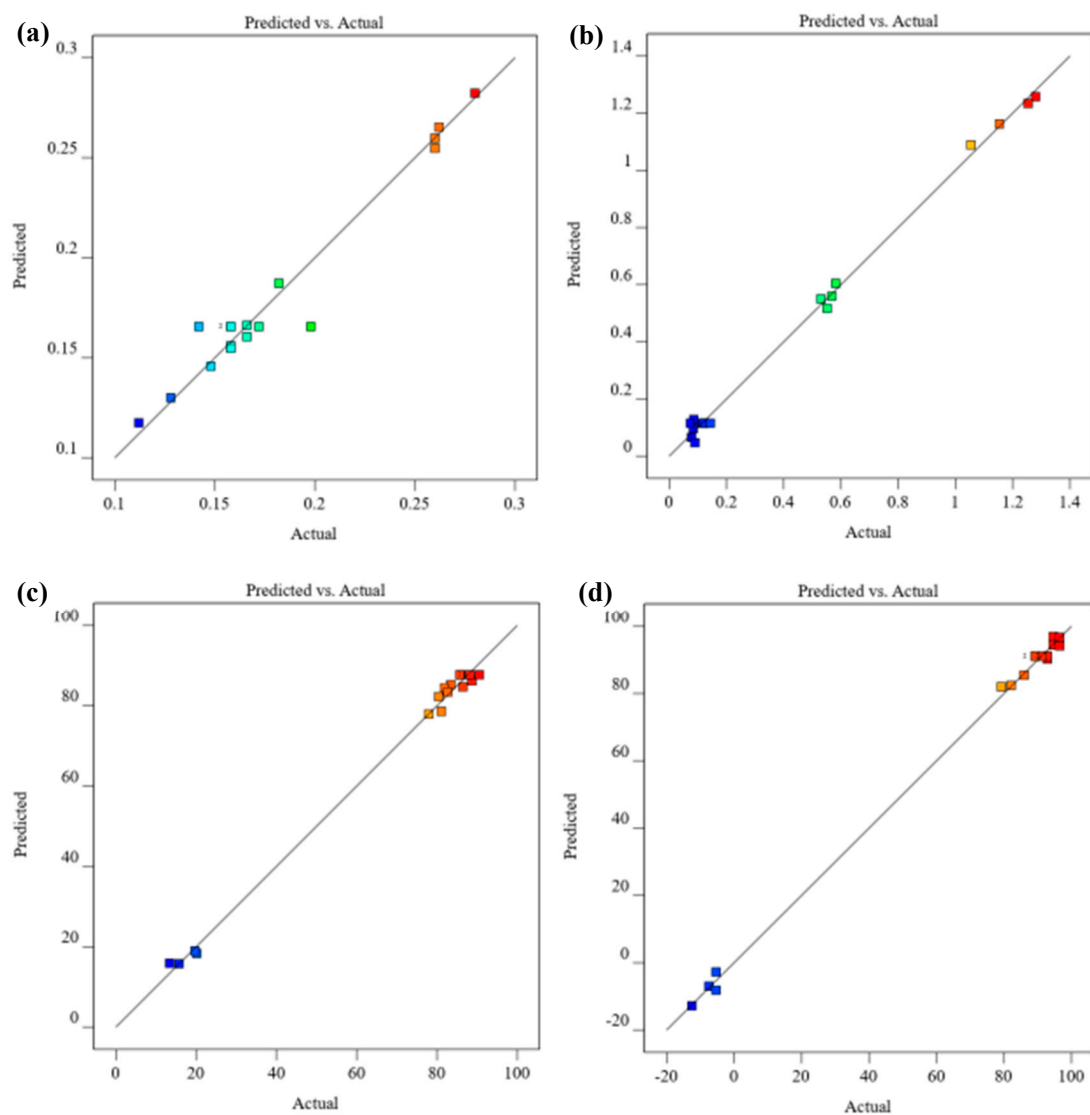 (a)
Predicted vs. Actual
0.3
0.25
0.2
0.15
0.1
Predicted
2
0.1 0.15 0.2 0.25 0.3
Actual
(b)
Predicted vs. Actual
1.4
1.2
1
0.8
0.6
0.4
0.2
0
Predicted
0 0.2 0.4 0.6 0.8 1 1.2 1.4
Actual
(c)
Predicted vs. Actual
100
80
60
40
20
0
Predicted
0 20 40 60 80 100
Actual
(d)
Predicted vs. Actual
100
80
60
40
20
0
-20
Predicted
-20 0 20 40 60 80 100
Actual